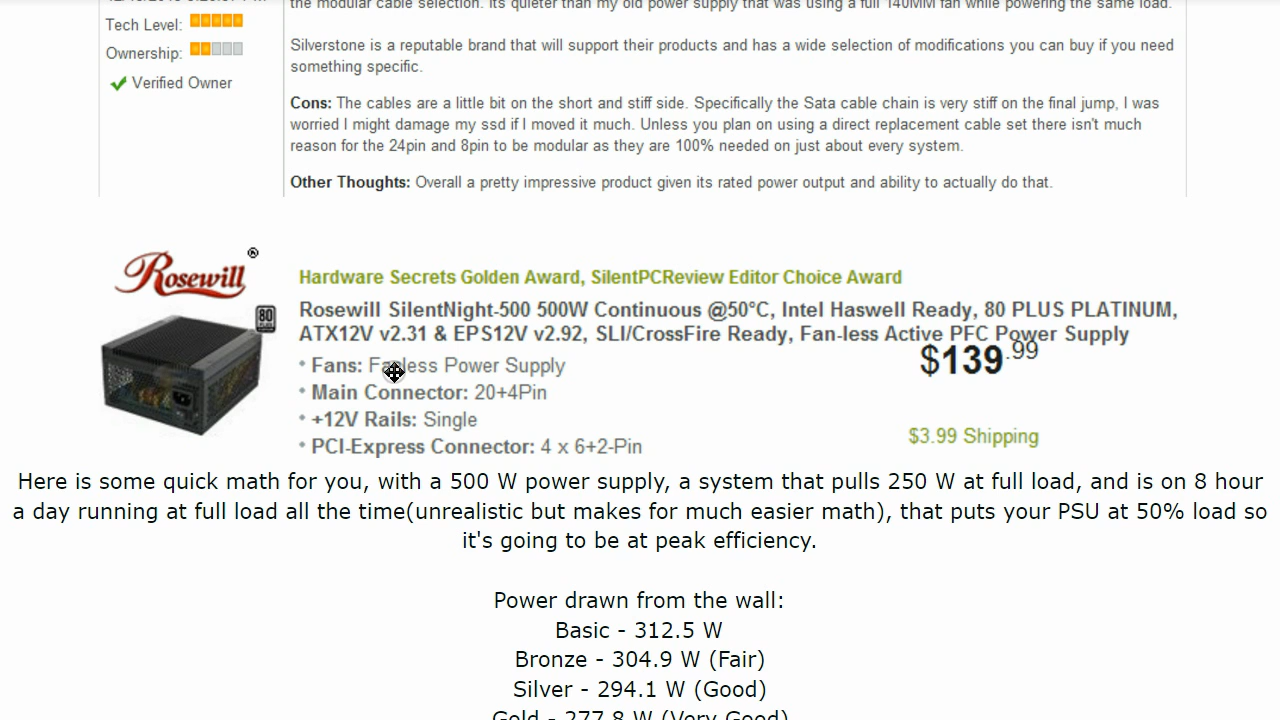 the modular cable selection. Its quieter than my old power supply that was using a full 140MM fan while powering the same load.
Tech Level:
Ownership:
Verified Owner
Silverstone is a reputable brand that will support their products and has a wide selection of modifications you can buy if you need
something specific.
Cons: The cables are a little bit on the short and stiff side. Specifically the Sata cable chain is very stiff on the final jump, I was
worried I might damage my ssd if I moved it much. Unless you plan on using a direct replacement cable set there isn't much
reason for the 24pin and 8pin to be modular as they are 100% needed on just about every system.
Other Thoughts: Overall a pretty impressive product given its rated power output and ability to actually do that.
Rosewill ®
80
Hardware Secrets Golden Award, SilentPCReview Editor Choice Award
Rosewill SilentNight-500 500W Continuous @50°C, Intel Haswell Ready, 80 PLUS PLATINUM,
ATX12V v2.31 & EPS12V v2.92, SLI/CrossFire Ready, Fan-less Active PFC Power Supply
$139.99
• Fans: Fanless Power Supply
• Main Connector: 20+4Pin
• +12V Rails: Single
$3.99 Shipping
• PCI-Express Connector: 4 x 6+2-Pin
Here is some quick math for you, with a 500 W power supply, a system that pulls 250 W at full load, and is on 8 hour
a day running at full load all the time(unrealistic but makes for much easier math), that puts your PSU at 50% load so
it's going to be at peak efficiency.
Power drawn from the wall:
Basic - 312.5 W
Bronze - 304.9 W (Fair)
Silver - 294.1 W (Good)
Gold - 277.8 W (Very Good)